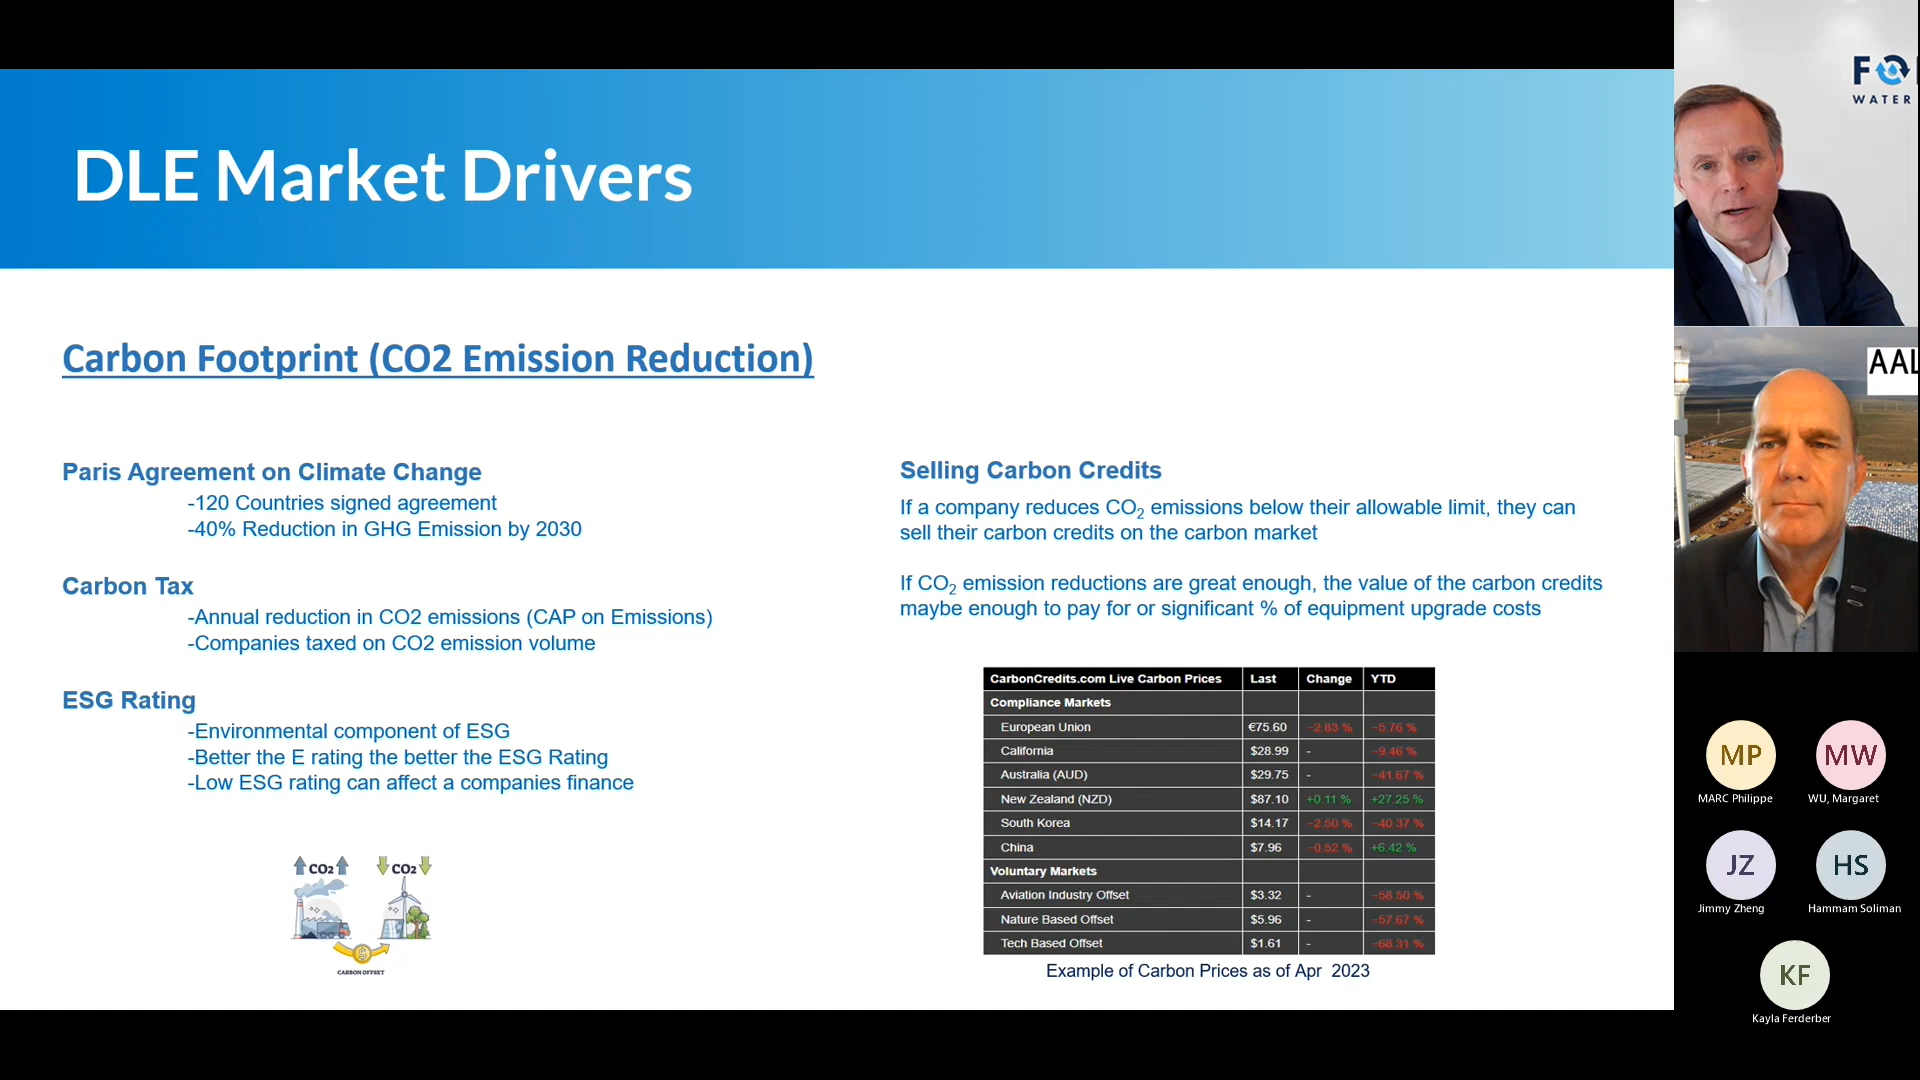 DLE Market Drivers
Carbon Footprint (CO2 Emission Reduction)
Paris Agreement on Climate Change
-120 Countries signed agreement
-40% Reduction in GHG Emission by 2030
Carbon Tax
-Annual reduction in CO2 emissions (CAP on Emissions)
-Companies taxed on CO2 emission volume
ESG Rating
-Environmental component of ESG
-Better the E rating the better the ESG Rating
-Low ESG rating can affect a companies finance
CO2 CO2
CARBON OFFSET
Selling Carbon Credits
If a company reduces CO2 emissions below their allowable limit, they can
sell their carbon credits on the carbon market
If CO2 emission reductions are great enough, the value of the carbon credits
maybe enough to pay for or significant % of equipment upgrade costs
CarbonCredits.com Live Carbon Prices Last Change YTD
Compliance Markets
European Union €75.60 −2.83 % −5.76 %
California $28.99 - −9.46 %
Australia (AUD) $29.75 - −41.67 %
New Zealand (NZD) $87.10 +0.11 % +27.25 %
South Korea $14.17 −2.50 % −40.37 %
China $7.96 −0.52 % +6.42 %
Voluntary Markets
Aviation Industry Offset $3.32 - −58.50 %
Nature Based Offset $5.96 - −57.67 %
Tech Based Offset $1.61 - −68.31 %
Example of Carbon Prices as of Apr 2023
WATER
AAL
MP MW
MARC Philippe WU, Margaret
JZ HS
Jimmy Zheng Hammam Soliman
KF
Kayla Ferderber